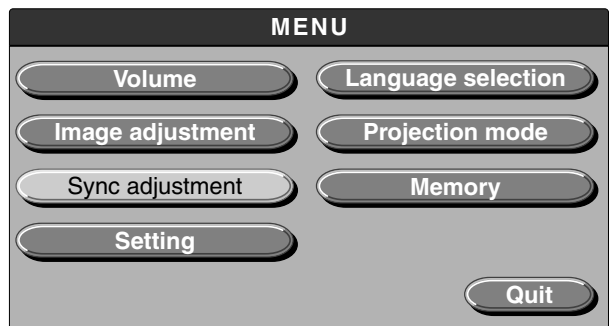 MENU
Volume
Language selection
Image adjustment
Projection mode
Sync adjustment
Memory
Setting
Quit